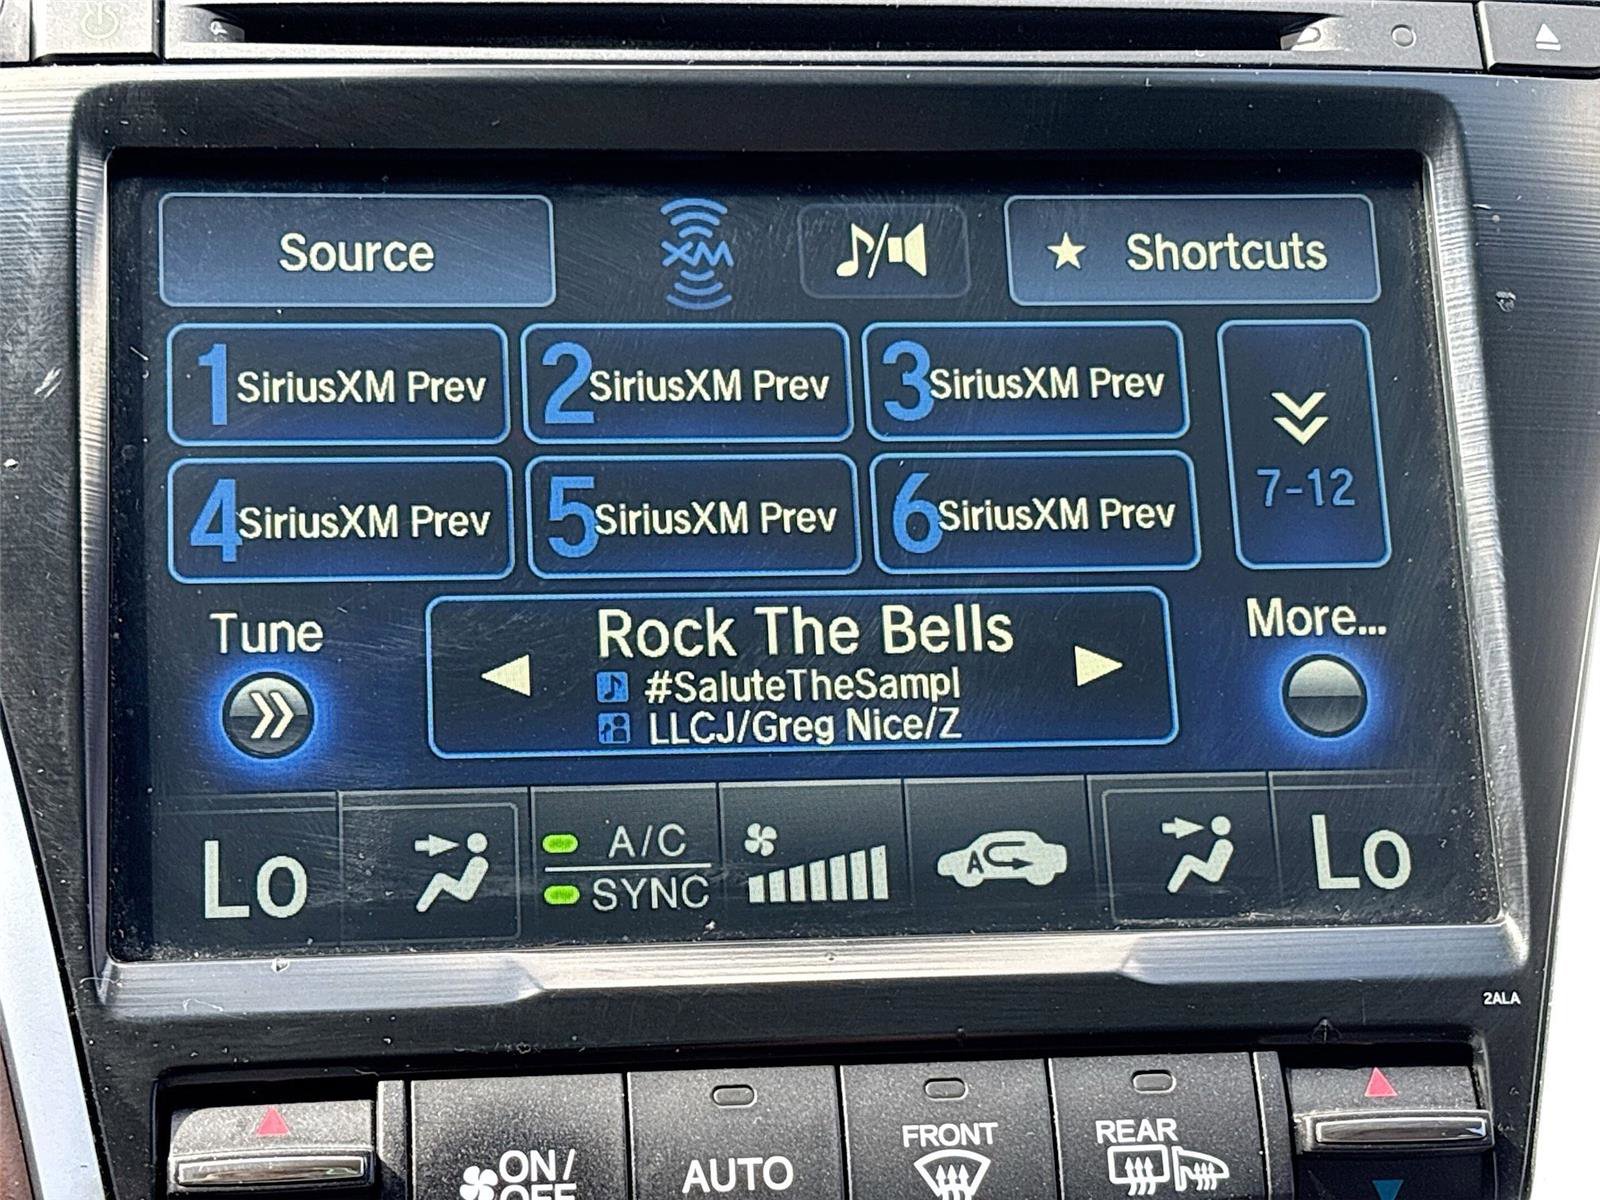 Source
XM
Shortcuts
1 SiriusXM Prev
2 SiriusXM Prev
3 SiriusXM Prev
4 SiriusXM Prev
5 SiriusXM Prev
6 SiriusXM Prev
7-12
Tune
Rock The Bells
#SaluteTheSampl
LLCJ/Greg Nice/Z
More...
Lo
A/C
SYNC
A
Lo
2ALA
ON/
OFF
AUTO
FRONT
REAR